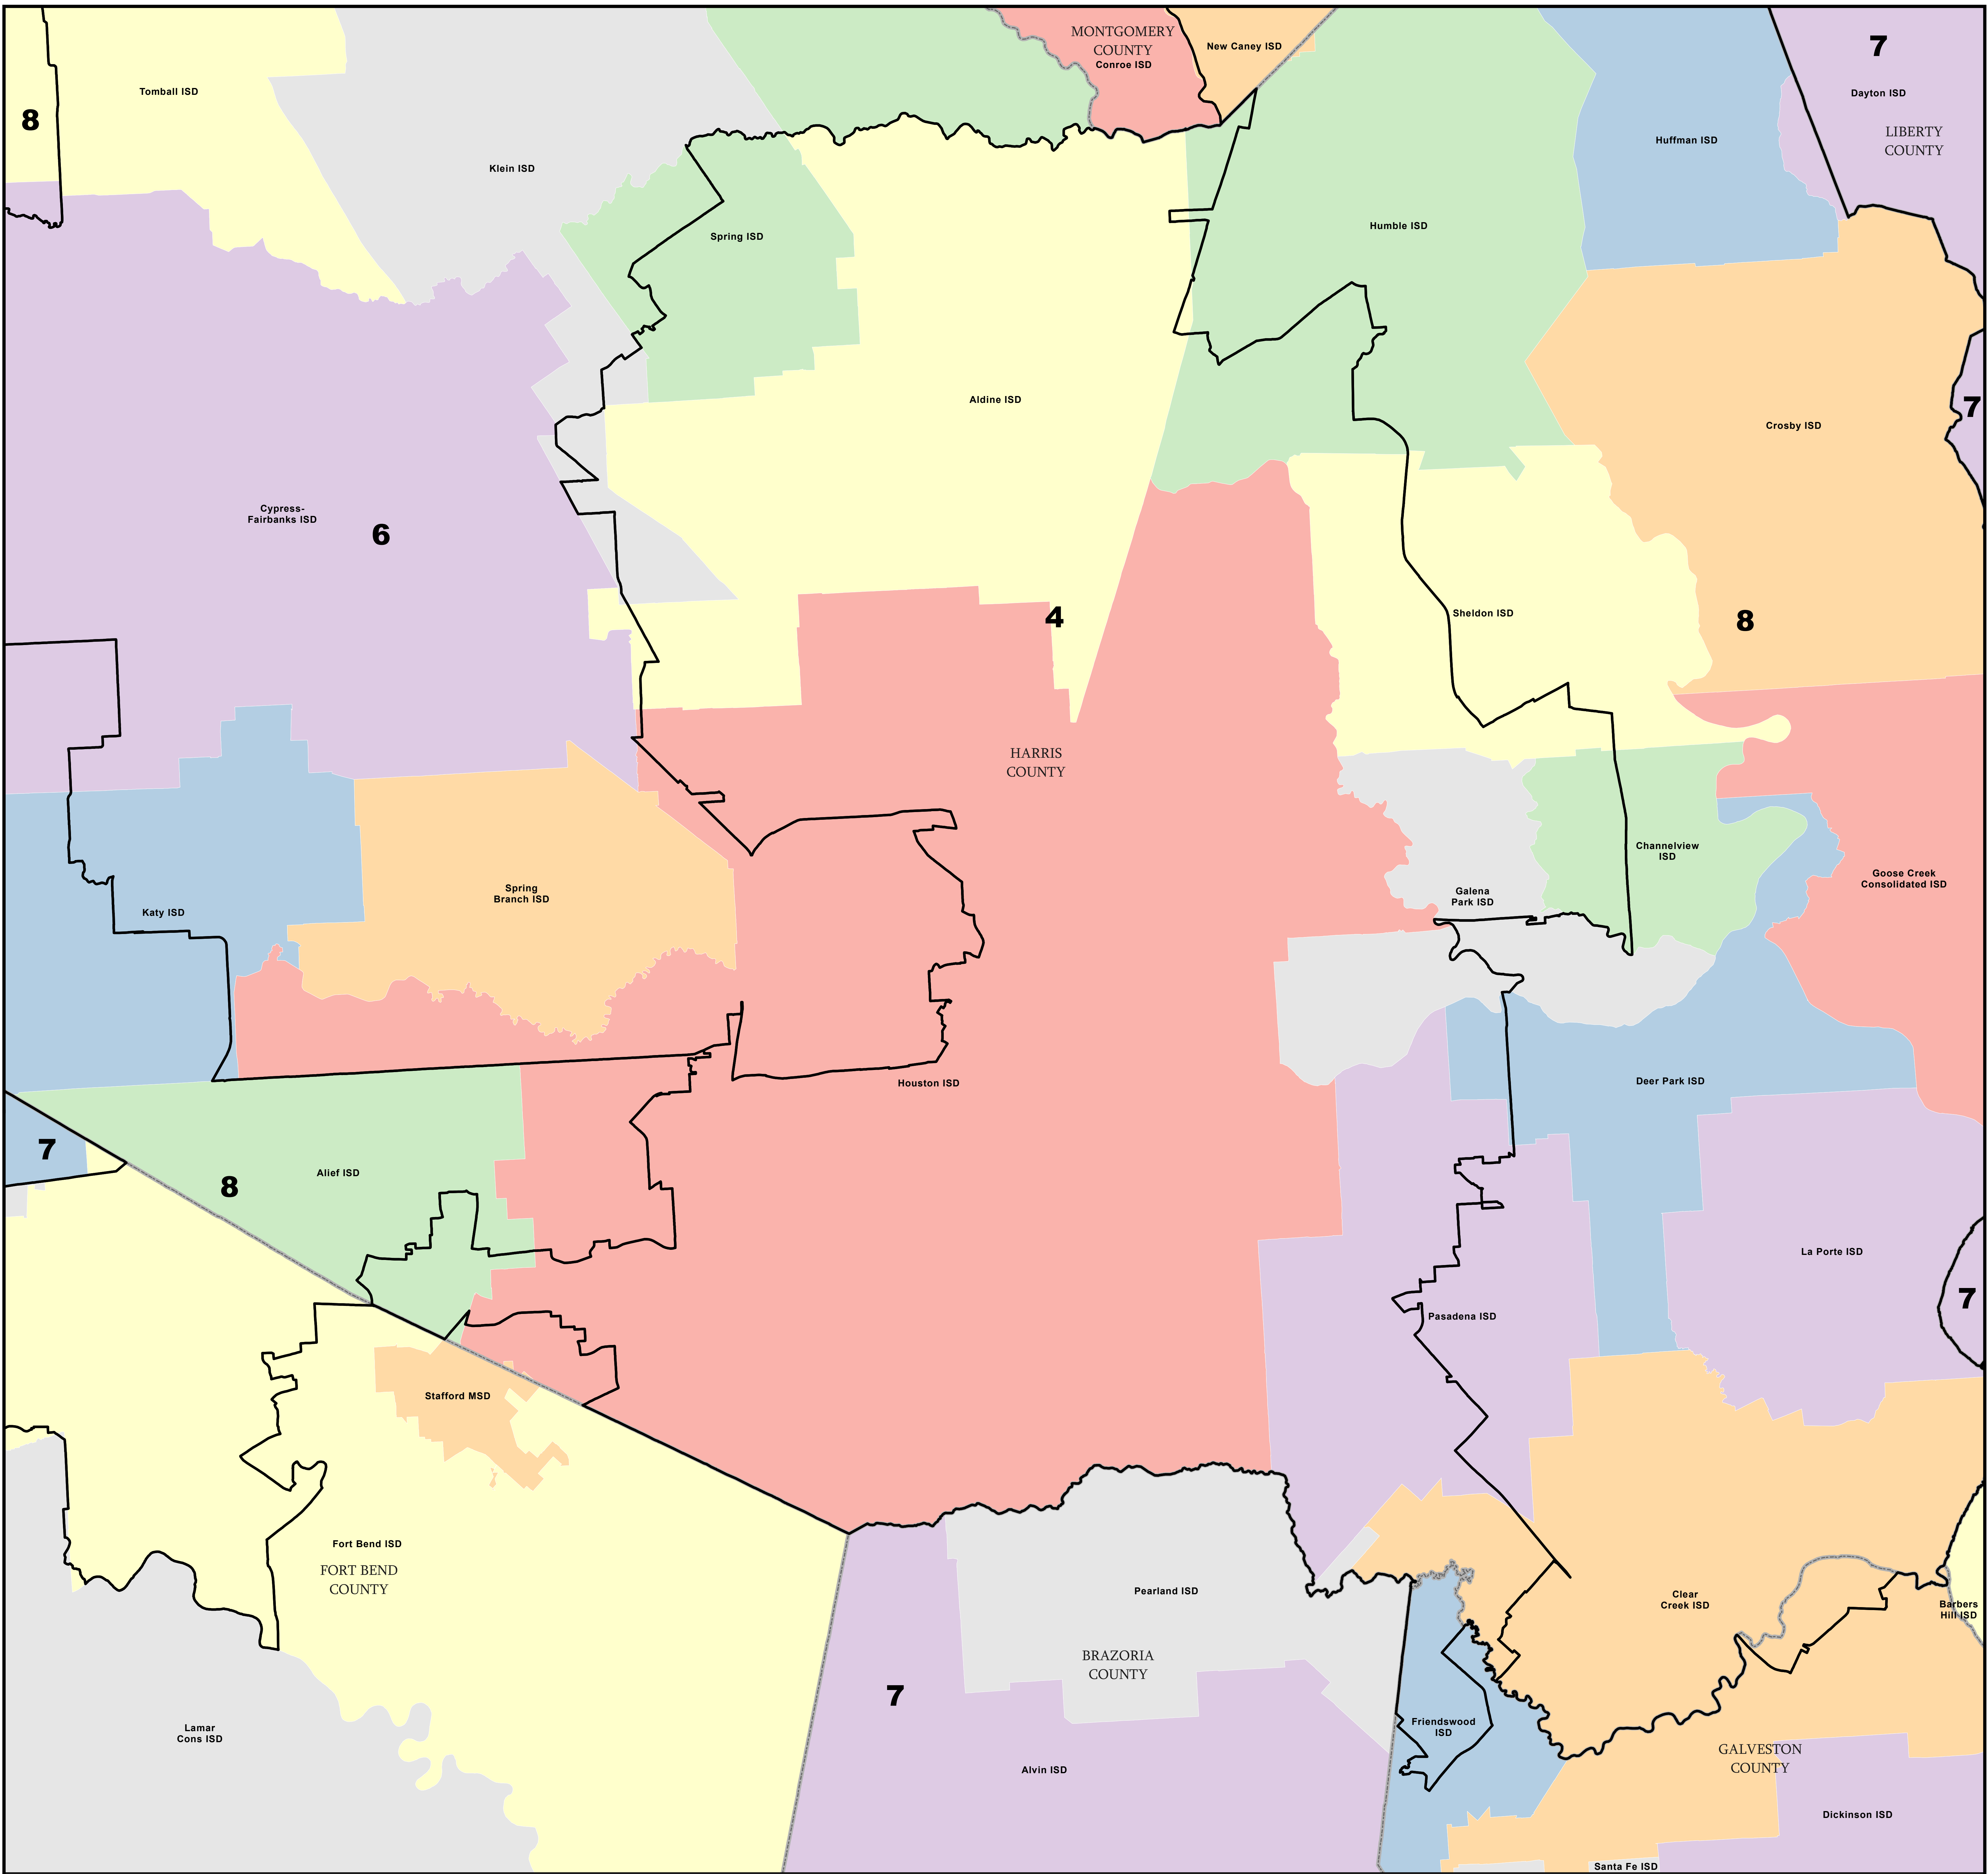 MONTGOMERY
COUNTY
Conroe ISD
New Caney ISD
7
Dayton ISD
LIBERTY
COUNTY
Tomball ISD
8
Huffman ISD
Klein ISD
Spring ISD
Humble ISD
Aldine ISD
7
Crosby ISD
Cypress-
Fairbanks ISD
6
4
Sheldon ISD
8
HARRIS
COUNTY
Channelview
ISD
Goose Creek
Consolidated ISD
Spring
Branch ISD
Galena
Park ISD
Katy ISD
Houston ISD
Deer Park ISD
7
Alief ISD
8
La Porte ISD
7
Pasadena ISD
Stafford MSD
Fort Bend ISD
FORT BEND
COUNTY
Pearland ISD
Clear
Creek ISD
Barbers
Hill ISD
BRAZORIA
COUNTY
7
Friendswood
ISD
Lamar
Cons ISD
GALVESTON
COUNTY
Alvin ISD
Dickinson ISD
Santa Fe ISD